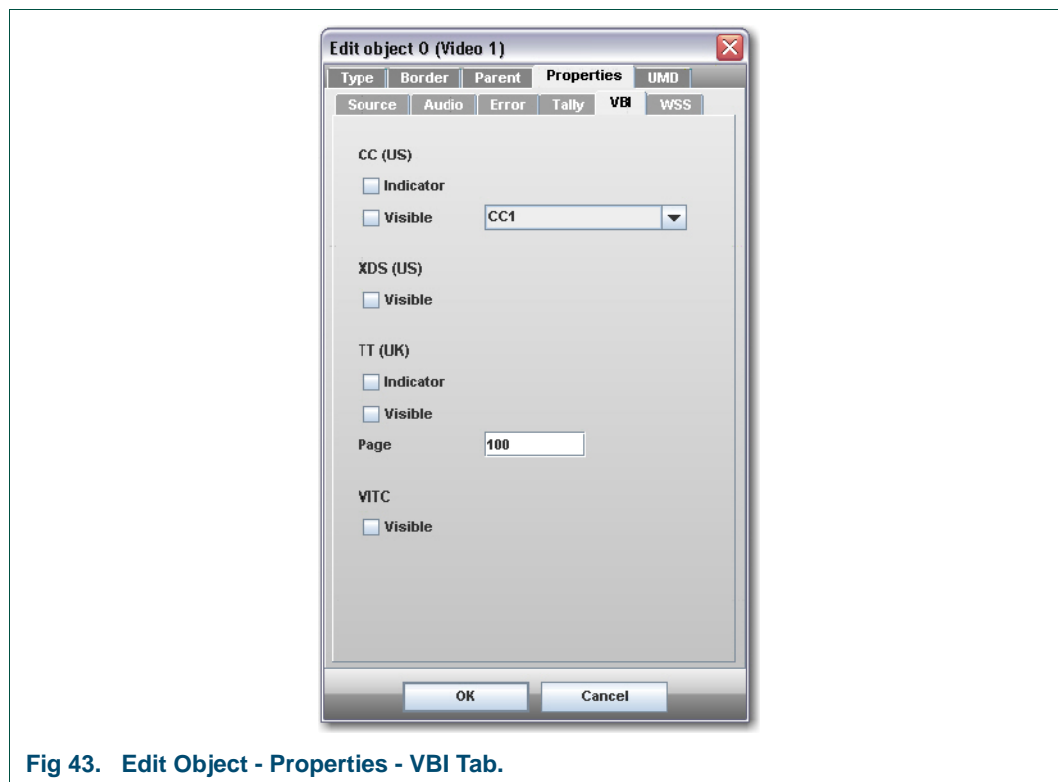 Edit object 0 (Video 1)
Type Border Parent Properties UMD
Source Audio Error Tally VBI WSS
CC (US)
Indicator
Visible CC1
XDS (US)
Visible
TT (UK)
Indicator
Visible
Page 100
VITC
Visible
OK Cancel
Fig 43. Edit Object - Properties - VBI Tab.